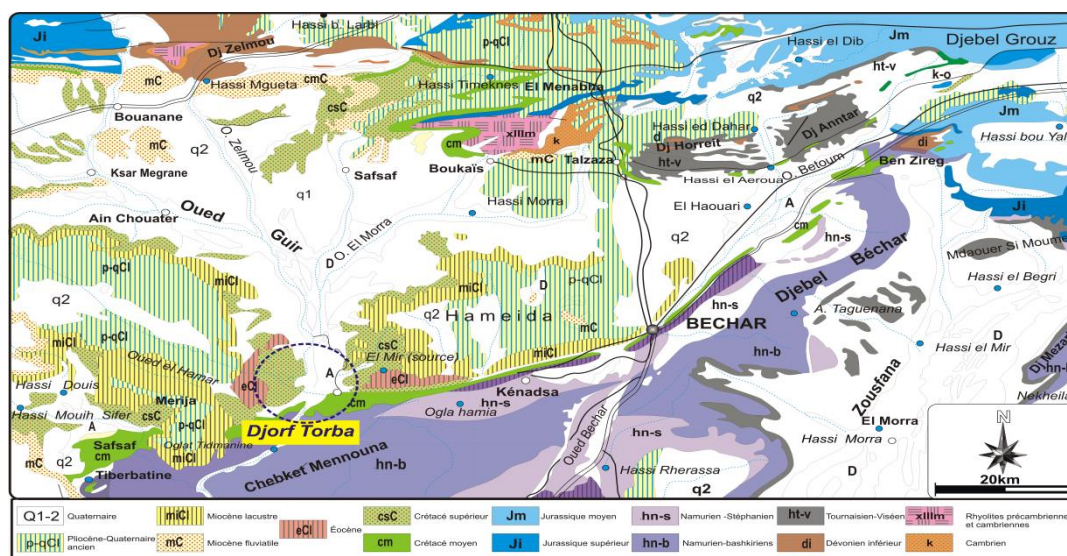 Hassi b. Larbi
Ji
Dj Zelmou
p-qCl
Hassi el Dib
Jm
Djebel Grouz
mC
cmC
Hassi Mgueta
Hassi Timeknes
El Menabha
ht-v
k-o
csC
q2
Bouanane
Jm
O. Zelmou
xIIIm
k
Hassi ed Dahar
d
Dj Anntar
Hassi bou Yal
mC
q2
cm
Dj Horreit
di
Ben Zireg
mC
Talzaza
ht-v
Ksar Megrane
Safsaf
Boukaïs
Hassi el Aeroua
O. Betoum
q1
Hassi Morra
El Haouari
A
Ji
Ain Chouater
Oued
cm
hn-s
Guir
O. El Morra
q2
Mdaouer Si Moume
D
Béchar
p-qCl
miCl
p-qCl
D
hn-s
Djebel
Hassi el Begri
q2
q2
Hameida
BECHAR
A. Taguenana
miCl
p-qCl
csC
mC
D
Oued el Hamar
El Mir (source)
miCl
Hassi el Mir
Hassi Douis
eCl
A
eCl
hn-b
Zousfana
Dj Mezar
Merija
cm
Kénadsa
hn-b
Hassi Mouih Sifer
csC
hn-s
Nekheila
A
p-qCl
Ogla hamia
Oued Bechar
El Morra
N
Safsaf
Oglat Tidmanine
Djorf Torba
hn-s
Hassi Morra
q2
cm
miCl
Chebket Mennouna
hn-b
Hassi Rherassa
D
mC
Tiberbatine
q2
20km
Q1-2 Quaternaire
miCl Miocène lacustre
eCl Éocène
csC Crétacé supérieur
Jm Jurassique moyen
hn-s Namurien -Stéphanien
ht-v Tournaisien-Viséen
xIIIm Rhyolites précambriennes et cambriennes
p-qCl Pliocène-Quaternaire ancien
mC Miocène fluviatile
cm Crétacé moyen
Ji Jurassique supérieur
hn-b Namurien-bashkiriens
di Dévonien inférieur
k Cambrien